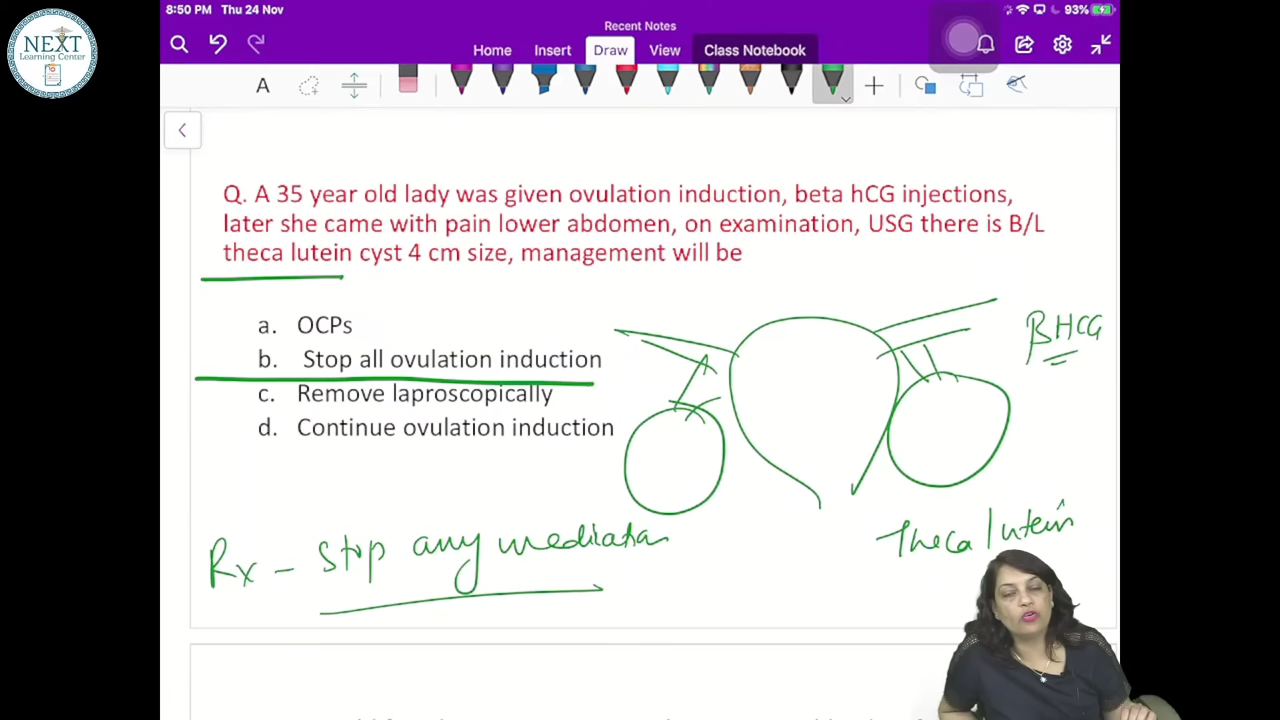 8:50 PM Thu 24 Nov
93%
Recent Notes
NEXT
Learning Center
Home Insert Draw View Class Notebook
A
Q. A 35 year old lady was given ovulation induction, beta hCG injections,
later she came with pain lower abdomen, on examination, USG there is B/L
theca lutein cyst 4 cm size, management will be
a. OCPs
b. Stop all ovulation induction
c. Remove laproscopically
d. Continue ovulation induction
βHCG
Theca lutein
Rx - Stop any